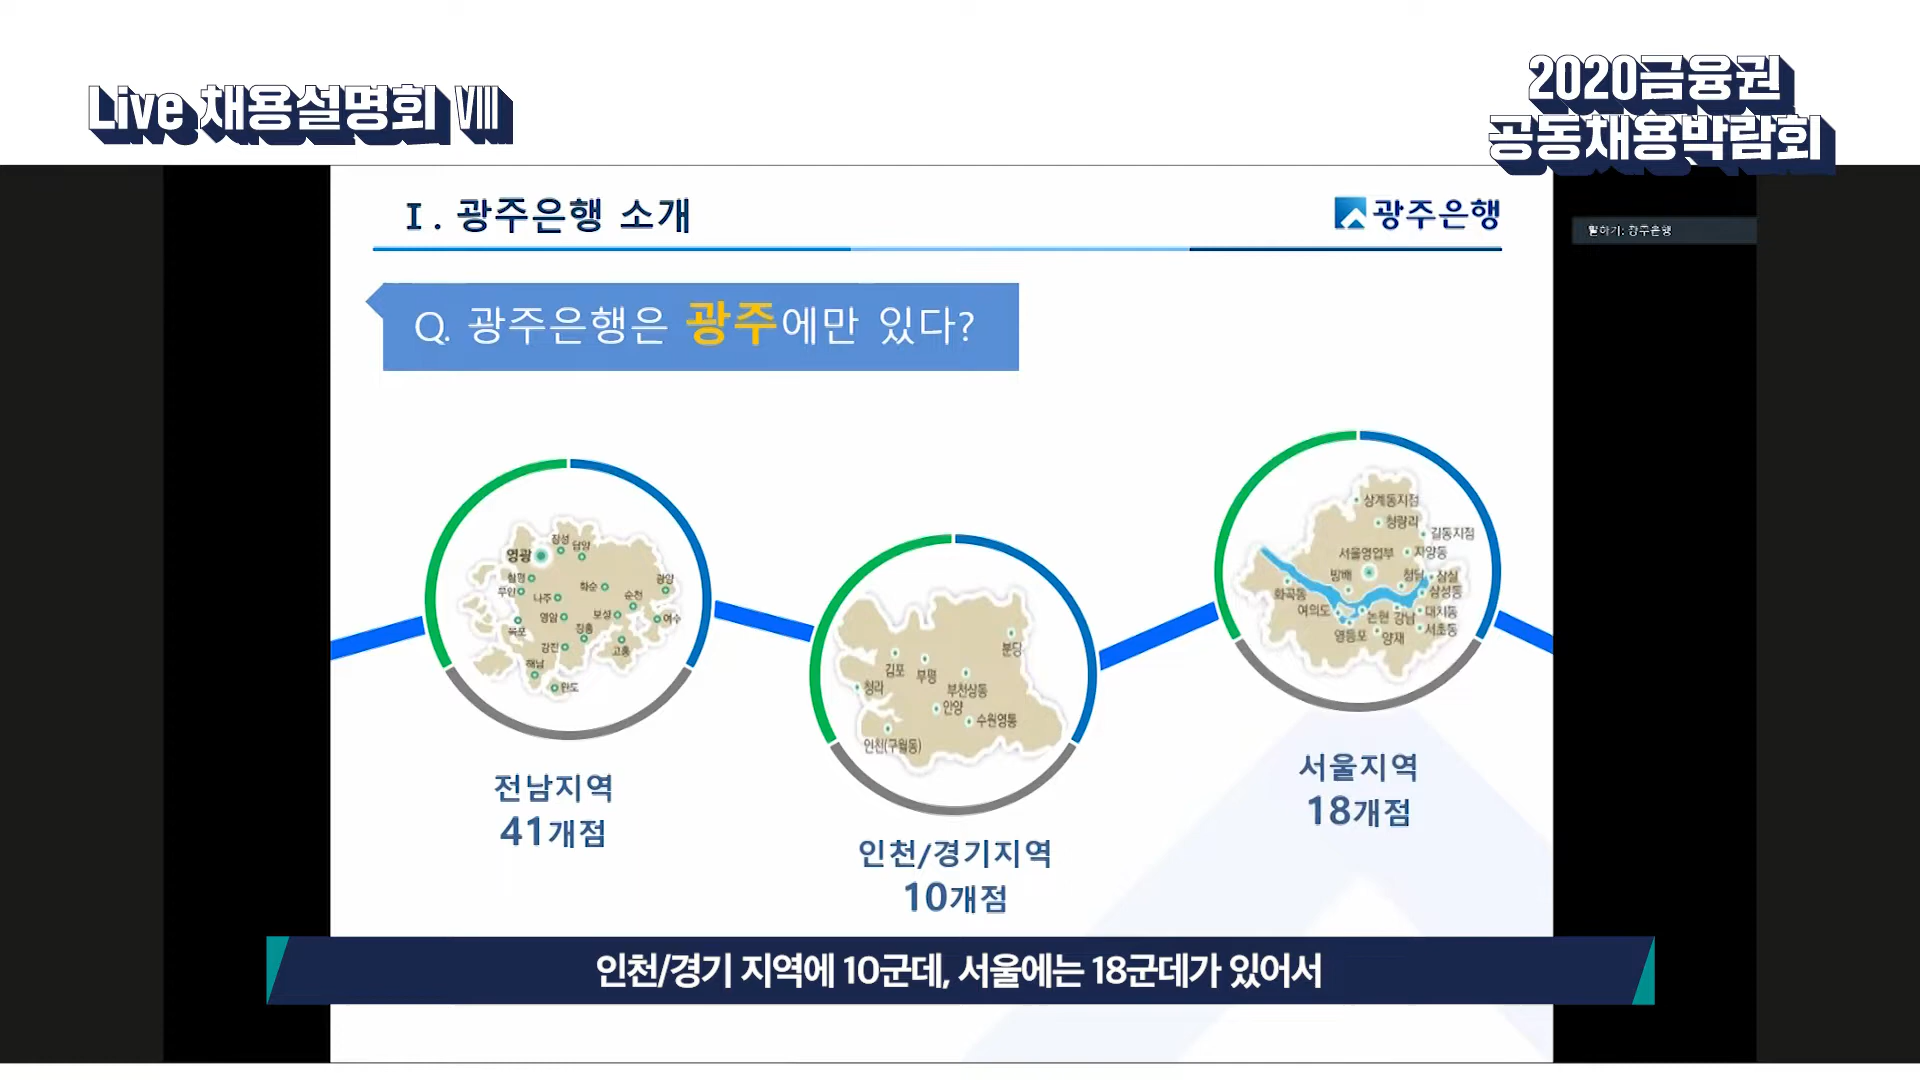 Live 채용설명회 Ⅷ
2020금융권
공동채용박람회
Ⅰ. 광주은행 소개
광주은행
말하기: 광주은행
Q. 광주은행은 광주에만 있다?
영광
장성
담양
함평
무안
나주
화순
광양
순천
여수
영암
보성
장흥
목포
강진
고흥
해남
완도
전남지역
41개점
분당
김포
부평
청라
부천상동
안양
수원영통
인천(구월동)
인천/경기지역
10개점
상계동지점
청량리
길동지점
서울영업부
자양동
방배
청담
잠실
삼성동
화곡동
여의도
논현
강남
대치동
서초동
영등포
양재
서울지역
18개점
인천/경기 지역에 10군데, 서울에는 18군데가 있어서